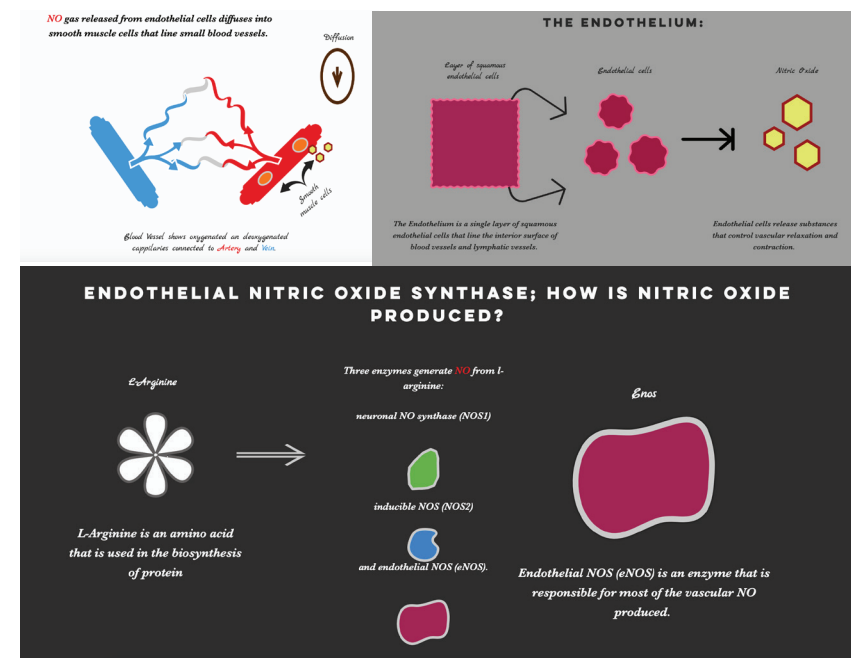 NO gas released from endothelial cells diffuses into
smooth muscle cells that line small blood vessels.
Diffusion
Smooth
muscle cells
Blood Vessel shows oxygenated an deoxygenated
cappilaries connected to Artery and Vein.
THE ENDOTHELIUM:
Layer of squamous
endothelial cells
Endothelial cells
Nitric Oxide
The Endothelium is a single layer of squamous
endothelial cells that line the interior surface of
blood vessels and lymphatic vessels.
Endothelial cells release substances
that control vascular relaxation and
contraction.
ENDOTHELIAL NITRIC OXIDE SYNTHASE; HOW IS NITRIC OXIDE
PRODUCED?
L-Arginine
L-Arginine is an amino acid
that is used in the biosynthesis
of protein
Three enzymes generate NO from l-
arginine:
neuronal NO synthase (NOS1)
inducible NOS (NOS2)
and endothelial NOS (eNOS).
Enos
Endothelial NOS (eNOS) is an enzyme that is
responsible for most of the vascular NO
produced.